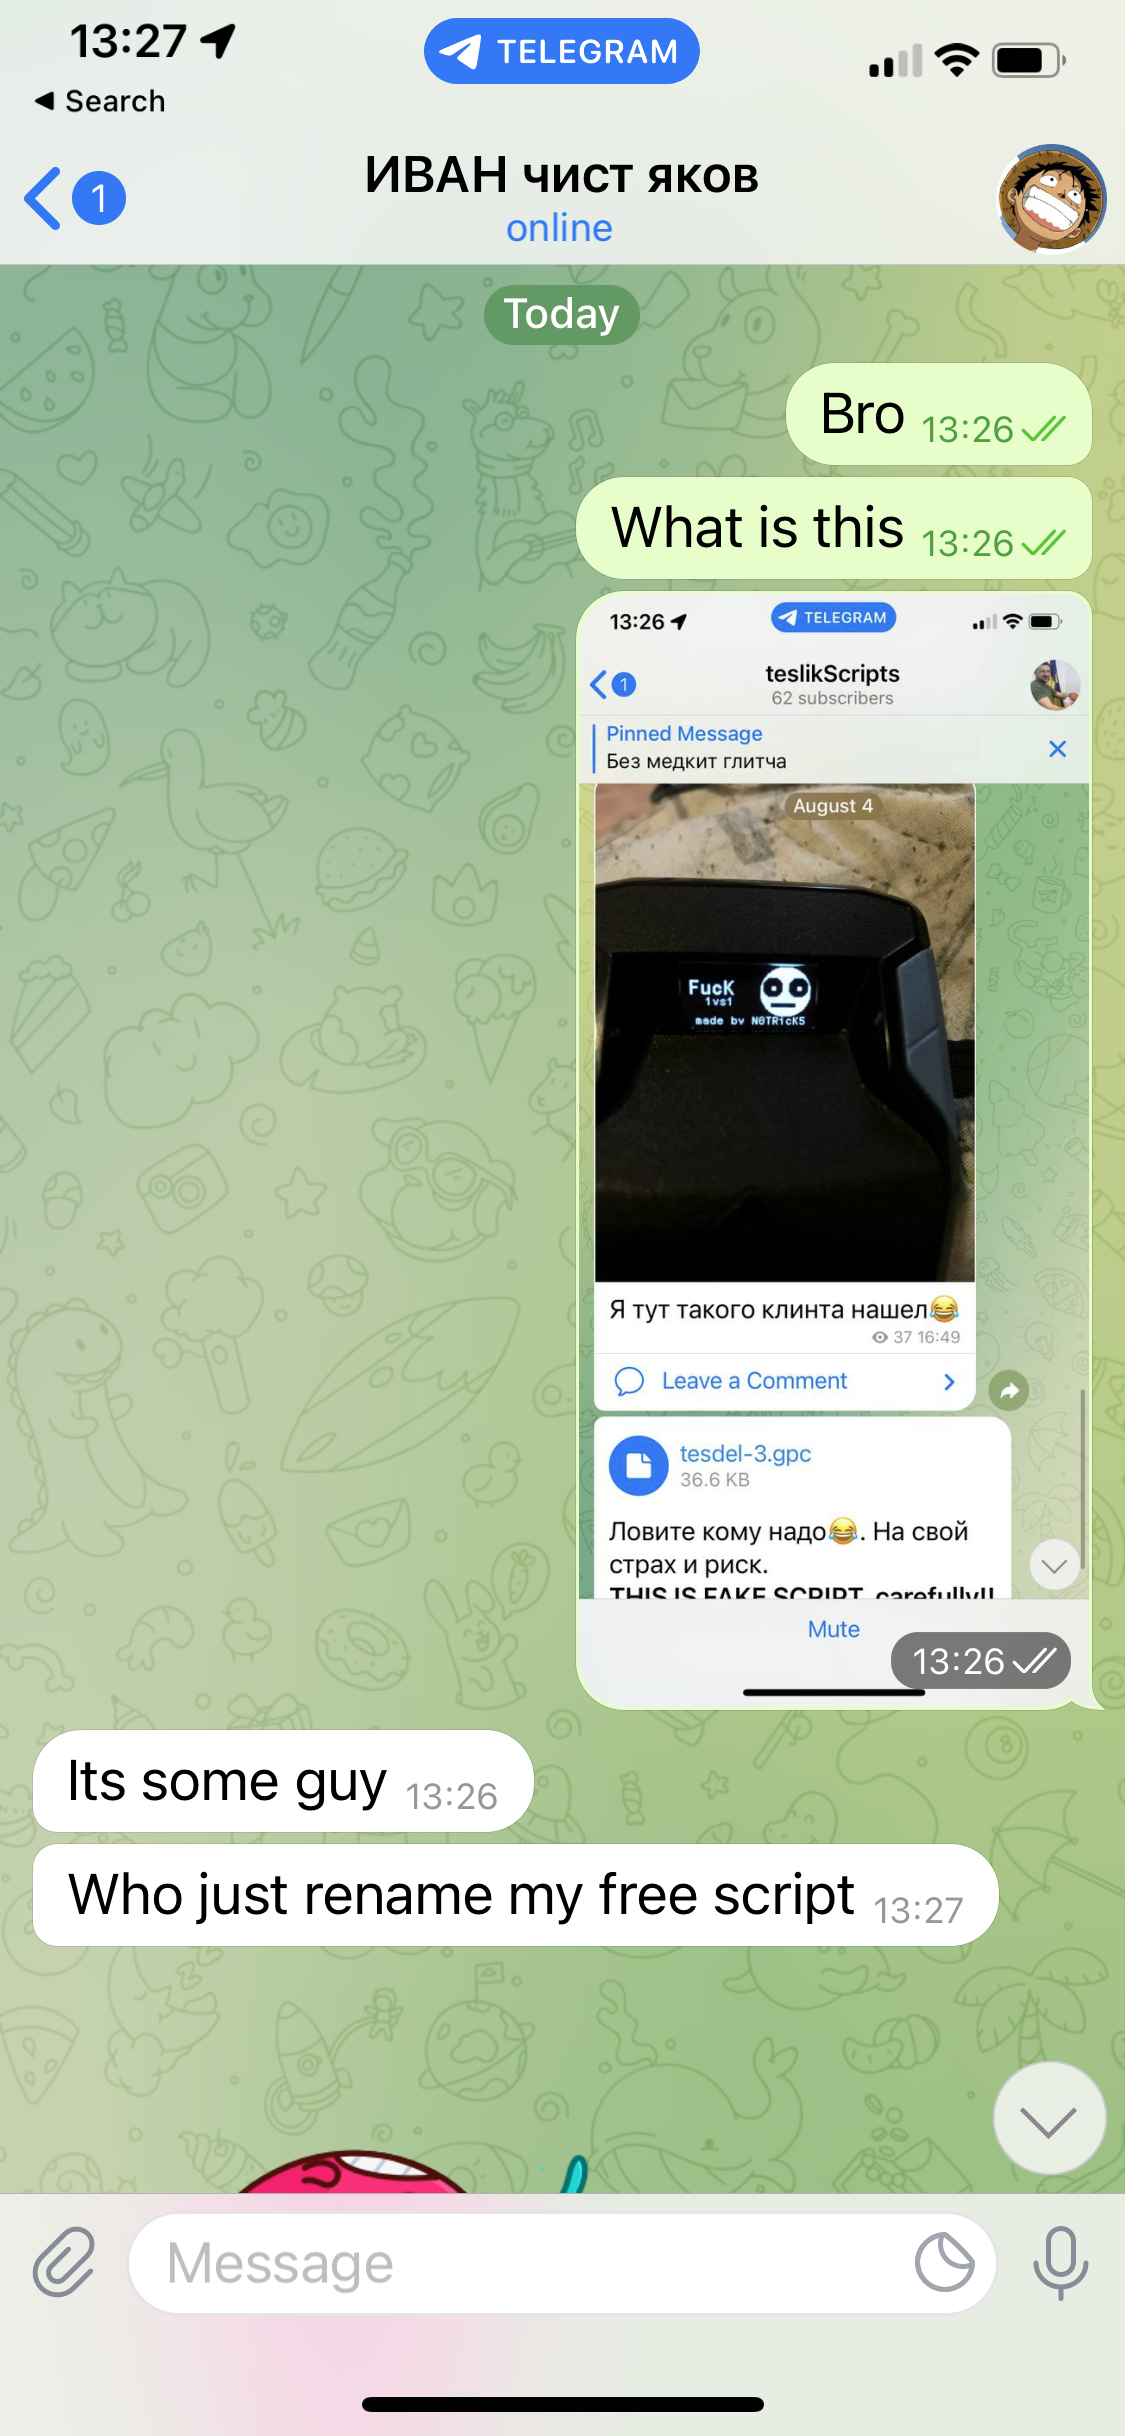 13:27
TELEGRAM
Search
1
ИВАН чист яков
online
Today
Bro 13:26
What is this 13:26
13:26
TELEGRAM
1
teslikScripts
62 subscribers
Pinned Message
Без медкит глитча
August 4
Fuck
1vs1
made by N0TR1cK5
Я тут такого клинта нашел😂
37 16:49
Leave a Comment
tesdel-3.gpc
36.6 KB
Ловите кому надо😂. На свой
страх и риск.
THIS IS FAKE SCRIPT, carefully!!
Mute
13:26
Its some guy 13:26
Who just rename my free script 13:27
Message